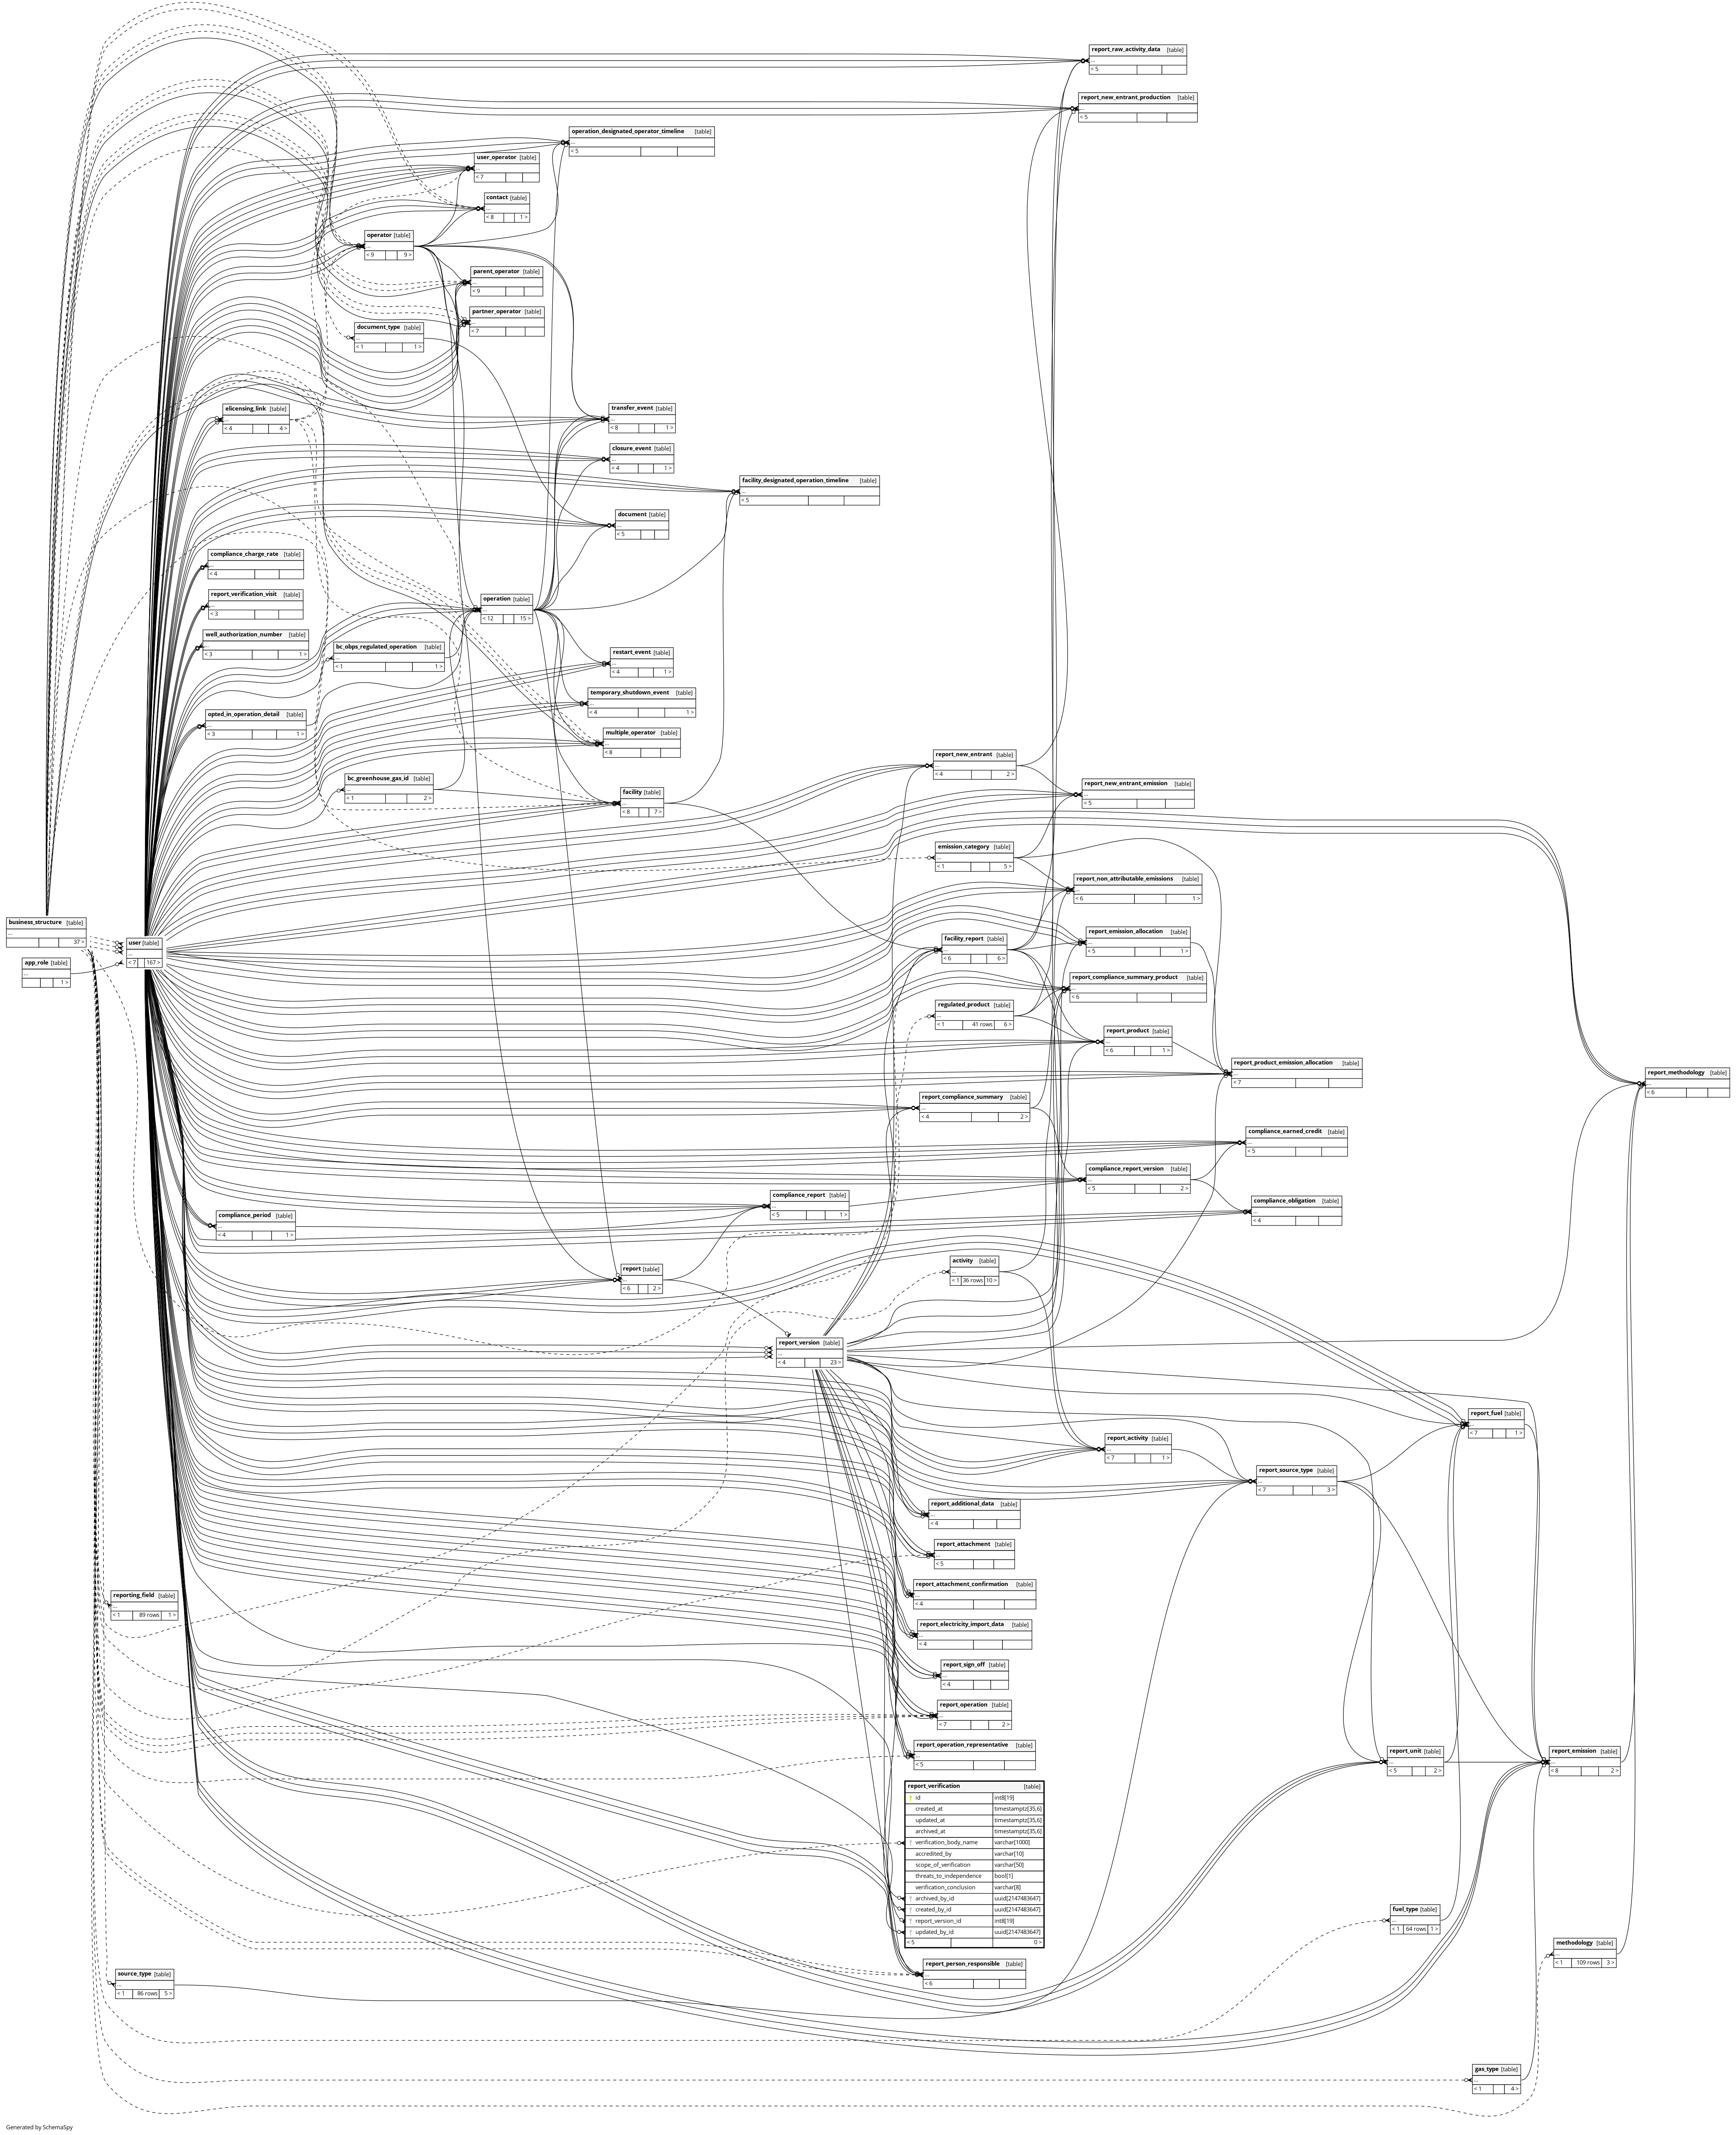 report_raw_activity_data [table]
...
< 5
report_new_entrant_production [table]
...
< 5
operation_designated_operator_timeline [table]
...
< 5
user_operator [table]
...
< 7
contact [table]
...
< 8 1 >
operator [table]
...
< 9 9 >
parent_operator [table]
...
< 9
partner_operator [table]
...
< 7
document_type [table]
...
< 1 1 >
elicensing_link [table]
...
< 4 4 >
transfer_event [table]
...
< 8 1 >
closure_event [table]
...
< 4 1 >
facility_designated_operation_timeline [table]
...
< 5
document [table]
...
< 5
compliance_charge_rate [table]
...
< 4
report_verification_visit [table]
...
< 3
operation [table]
...
< 12 15 >
well_authorization_number [table]
...
< 3 1 >
bc_obps_regulated_operation [table]
...
< 1 1 >
restart_event [table]
...
< 4 1 >
temporary_shutdown_event [table]
...
< 4 1 >
opted_in_operation_detail [table]
...
< 3 1 >
multiple_operator [table]
...
< 8
report_new_entrant [table]
...
< 4 2 >
bc_greenhouse_gas_id [table]
...
< 1 2 >
report_new_entrant_emission [table]
...
< 5
facility [table]
...
< 8 7 >
emission_category [table]
...
< 1 5 >
report_non_attributable_emissions [table]
...
< 6 1 >
business_structure [table]
...
37 >
user [table]
...
< 7 167 >
app_role [table]
...
1 >
report_emission_allocation [table]
...
< 5 1 >
facility_report [table]
...
< 6 6 >
report_compliance_summary_product [table]
...
< 6
regulated_product [table]
...
< 1 41 rows 6 >
report_product [table]
...
< 6 1 >
report_product_emission_allocation [table]
...
< 7
report_methodology [table]
...
< 6
report_compliance_summary [table]
...
< 4 2 >
compliance_earned_credit [table]
...
< 5
compliance_report_version [table]
...
< 5 2 >
compliance_report [table]
...
< 5 1 >
compliance_obligation [table]
...
< 4
compliance_period [table]
...
< 4 1 >
activity [table]
...
< 1 36 rows 10 >
report [table]
...
< 6 2 >
report_version [table]
...
< 4 23 >
report_fuel [table]
...
< 7 1 >
report_activity [table]
...
< 7 1 >
report_source_type [table]
...
< 7 3 >
report_additional_data [table]
...
< 4
report_attachment [table]
...
< 5
report_attachment_confirmation [table]
...
< 4
reporting_field [table]
...
< 1 89 rows 1 >
report_electricity_import_data [table]
...
< 4
report_sign_off [table]
...
< 4
report_operation [table]
...
< 7 2 >
report_operation_representative [table]
...
< 5
report_unit [table]
...
< 5 2 >
report_emission [table]
...
< 8 2 >
report_verification [table]
id int8[19]
created_at timestamptz[35,6]
updated_at timestamptz[35,6]
archived_at timestamptz[35,6]
verification_body_name varchar[1000]
accredited_by varchar[10]
scope_of_verification varchar[50]
threats_to_independence bool[1]
verification_conclusion varchar[8]
archived_by_id uuid[2147483647]
created_by_id uuid[2147483647]
report_version_id int8[19]
updated_by_id uuid[2147483647]
< 5 0 >
fuel_type [table]
...
< 1 64 rows 1 >
methodology [table]
...
< 1 109 rows 3 >
report_person_responsible [table]
...
< 6
source_type [table]
...
< 1 86 rows 5 >
gas_type [table]
...
< 1 4 >
Generated by SchemaSpy